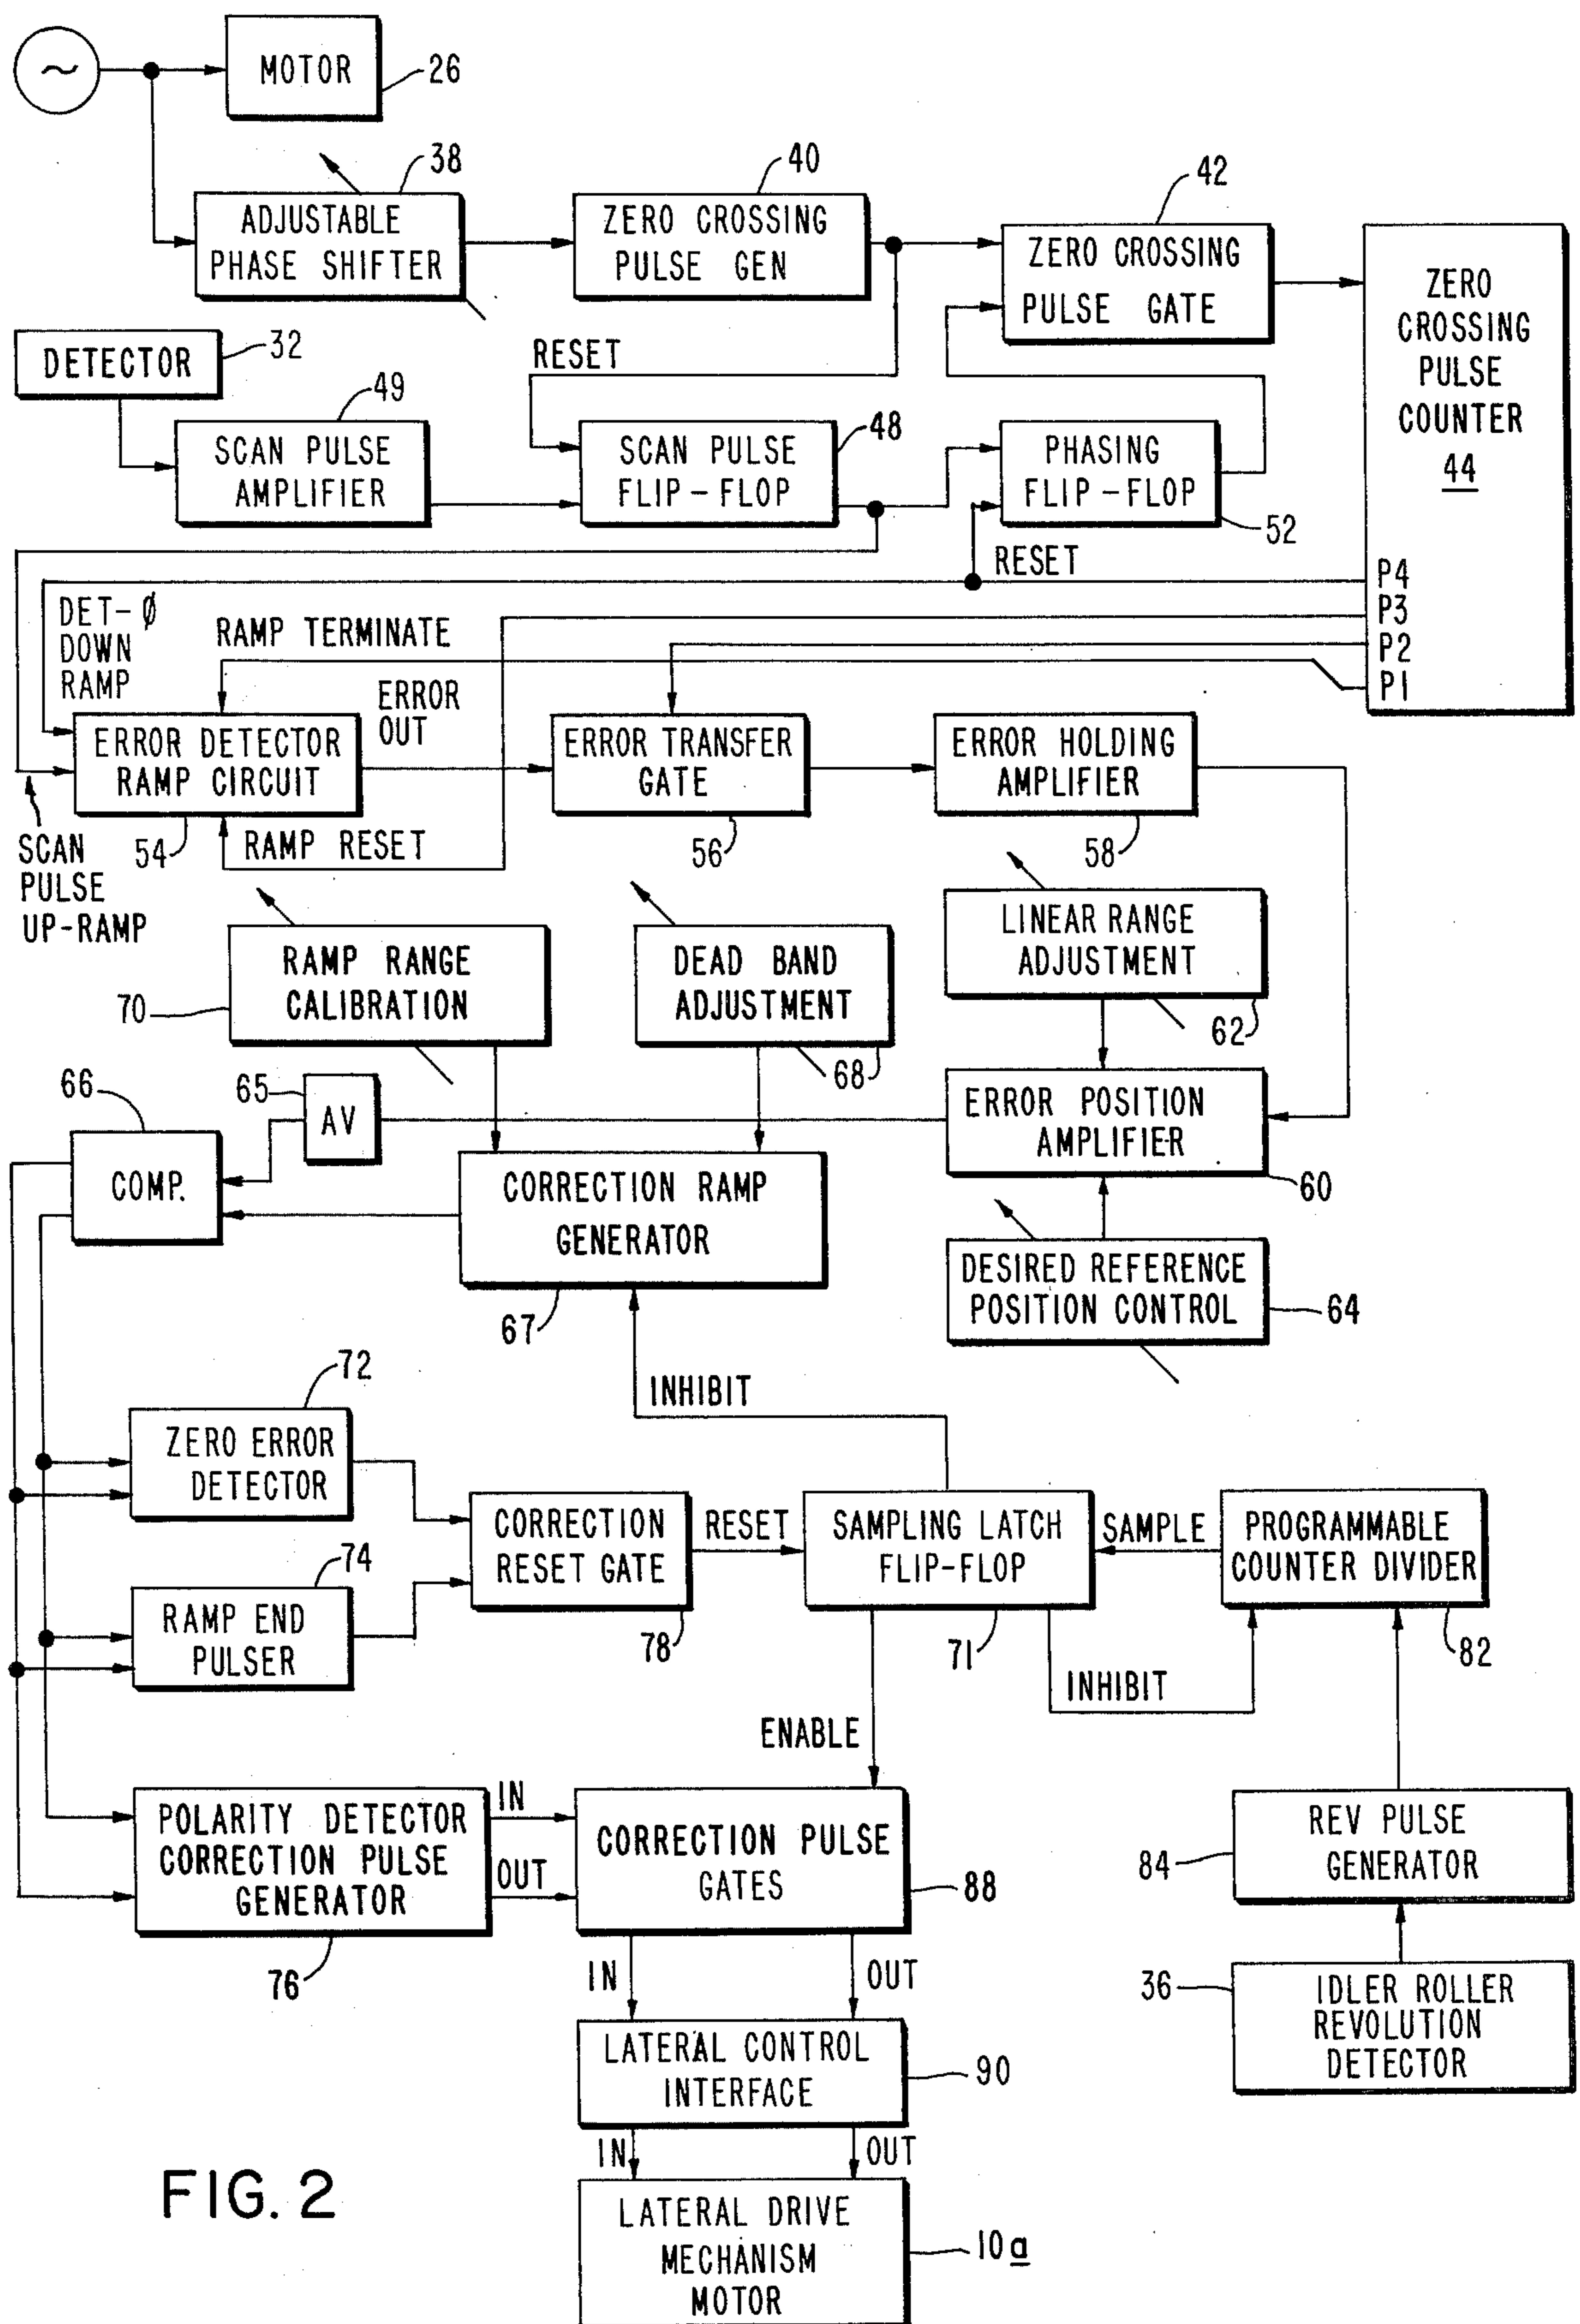 ~
MOTOR
26
38
ADJUSTABLE
PHASE SHIFTER
40
ZERO CROSSING
PULSE GEN
42
ZERO CROSSING
PULSE GATE
ZERO
CROSSING
PULSE
COUNTER
44
DETECTOR
32
RESET
49
SCAN PULSE
AMPLIFIER
48
SCAN PULSE
FLIP-FLOP
PHASING
FLIP-FLOP
52
RESET
P4
P3
P2
P1
DET-Ø
DOWN
RAMP
RAMP TERMINATE
ERROR
OUT
ERROR DETECTOR
RAMP CIRCUIT
54
RAMP RESET
SCAN
PULSE
UP-RAMP
ERROR TRANSFER
GATE
56
ERROR HOLDING
AMPLIFIER
58
RAMP RANGE
CALIBRATION
70
DEAD BAND
ADJUSTMENT
68
LINEAR RANGE
ADJUSTMENT
62
66
65
AV
COMP.
ERROR POSITION
AMPLIFIER
60
CORRECTION RAMP
GENERATOR
67
DESIRED REFERENCE
POSITION CONTROL
64
INHIBIT
72
ZERO ERROR
DETECTOR
74
RAMP END
PULSER
CORRECTION
RESET GATE
78
RESET
SAMPLING LATCH
FLIP-FLOP
71
SAMPLE
PROGRAMMABLE
COUNTER DIVIDER
82
INHIBIT
ENABLE
POLARITY DETECTOR
CORRECTION PULSE
GENERATOR
76
IN
OUT
CORRECTION PULSE
GATES
88
REV PULSE
GENERATOR
84
IN
OUT
36
IDLER ROLLER
REVOLUTION
DETECTOR
LATERAL CONTROL
INTERFACE
90
IN
OUT
LATERAL DRIVE
MECHANISM
MOTOR
10a
FIG. 2